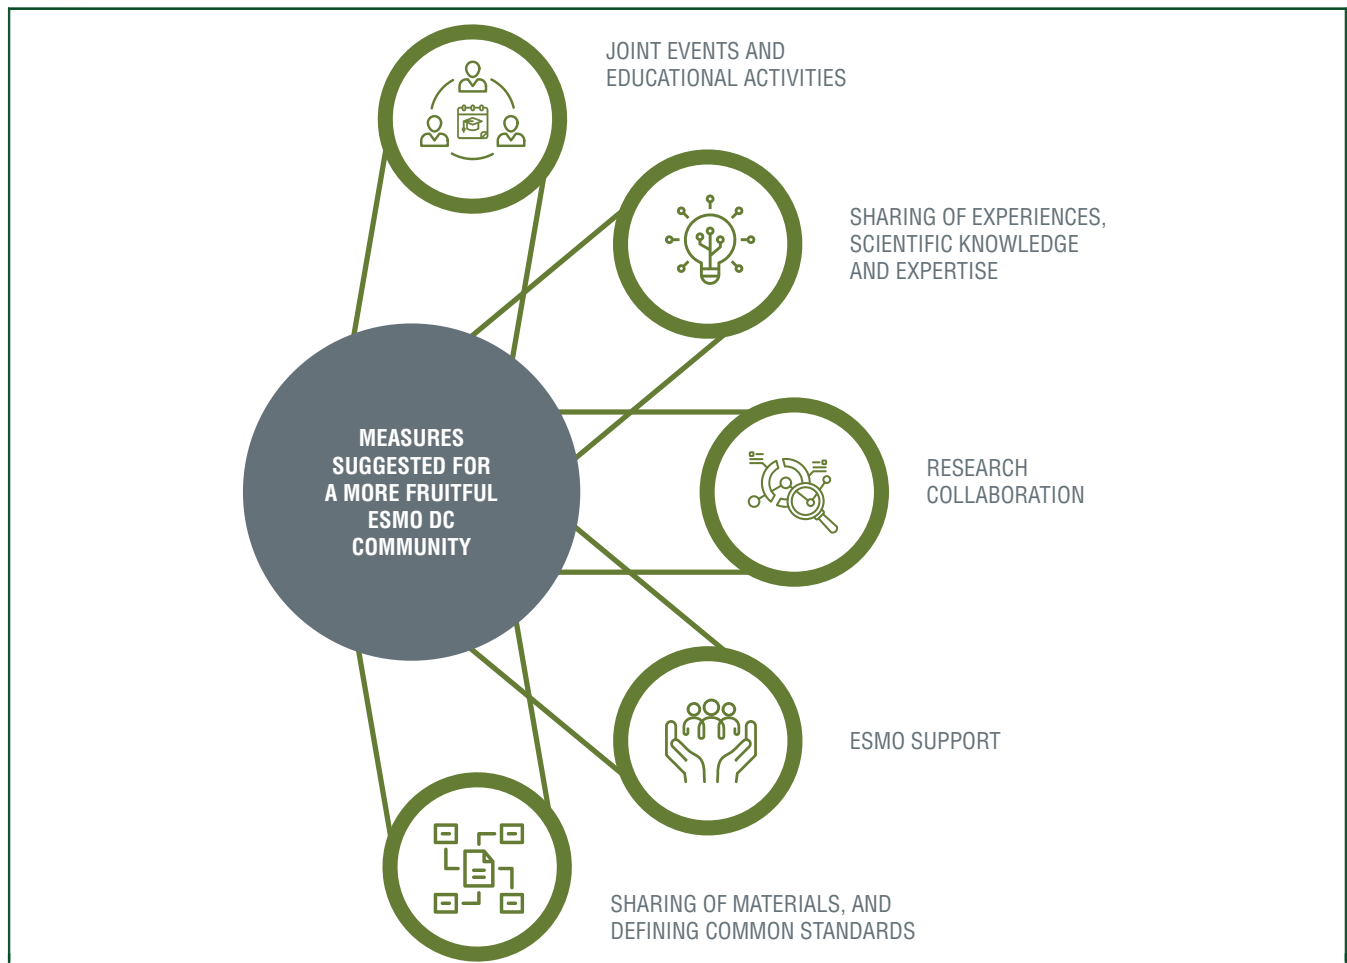 JOINT EVENTS AND
EDUCATIONAL ACTIVITIES
SHARING OF EXPERIENCES,
SCIENTIFIC KNOWLEDGE
AND EXPERTISE
MEASURES
SUGGESTED FOR
A MORE FRUITFUL
ESMO DC
COMMUNITY
RESEARCH
COLLABORATION
ESMO SUPPORT
SHARING OF MATERIALS, AND
DEFINING COMMON STANDARDS